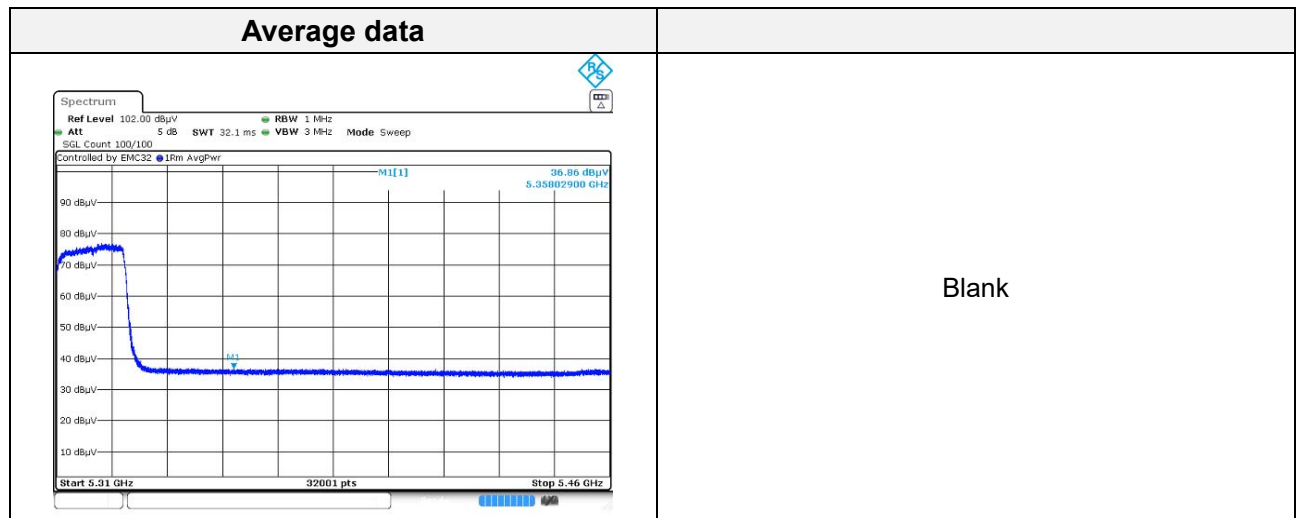 Average data
R S
Spectrum
Ref Level 102.00 dBµV RBW 1 MHz
Att 5 dB SWT 32.1 ms VBW 3 MHz Mode Sweep
SGL Count 100/100
Controlled by EMC32 1Rm AvgPwr
M1[1] 36.86 dBµV
5.35802900 GHz
90 dBµV
80 dBµV
70 dBµV
60 dBµV
50 dBµV
40 dBµV
M1
30 dBµV
20 dBµV
10 dBµV
Start 5.31 GHz 32001 pts Stop 5.46 GHz
Blank